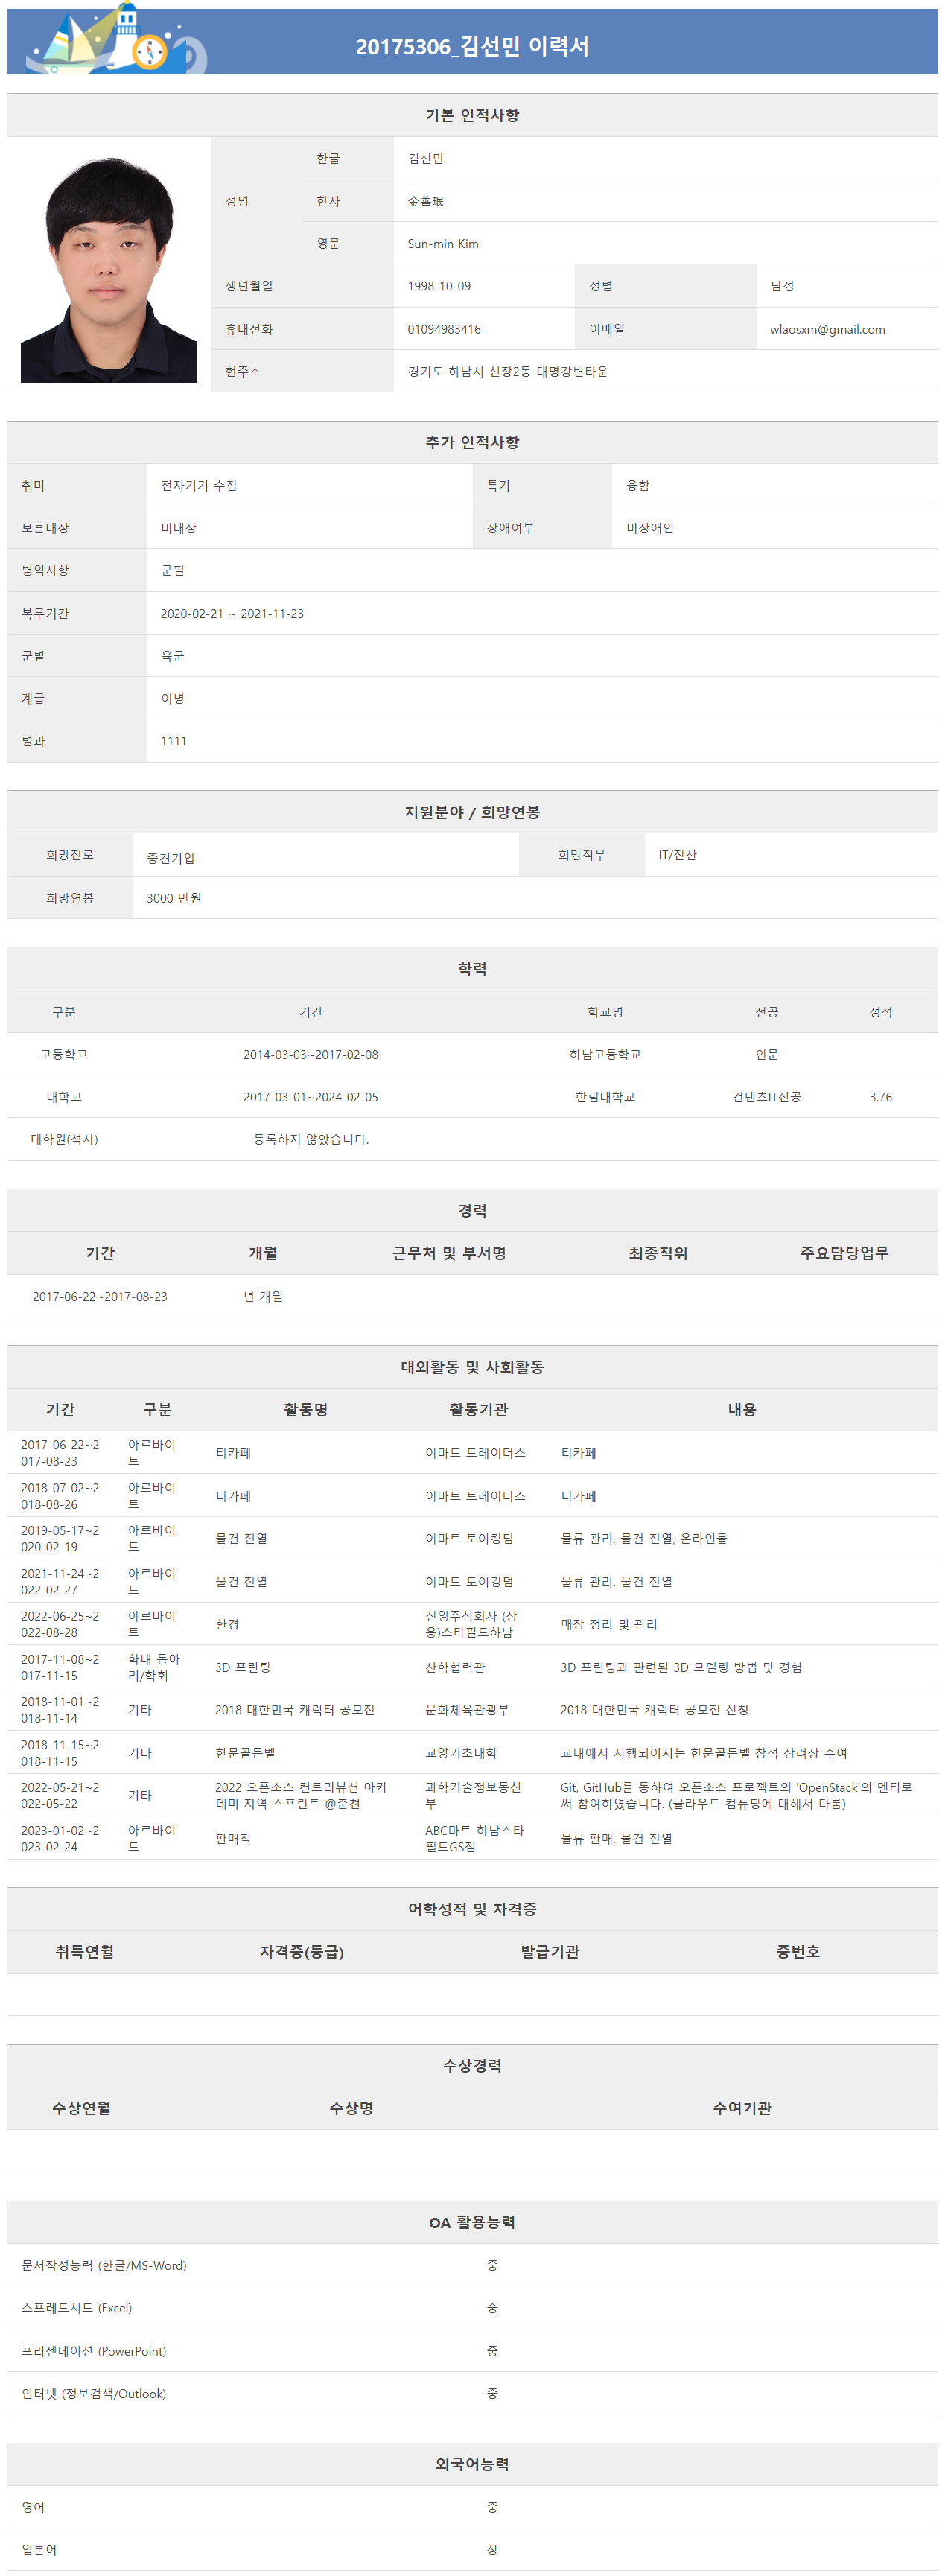 20175306_김선민 이력서
기본 인적사항
성명
한글 김선민
한자 金善珉
영문 Sun-min Kim
생년월일 1998-10-09 성별 남성
휴대전화 01094983416 이메일 wlaosxm@gmail.com
현주소 경기도 하남시 신장2동 대명강변타운
추가 인적사항
취미 전자기기 수집 특기 융합
보훈대상 비대상 장애여부 비장애인
병역사항 군필
복무기간 2020-02-21 ~ 2021-11-23
군별 육군
계급 이병
병과 1111
지원분야 / 희망연봉
희망진로 중견기업 희망직무 IT/전산
희망연봉 3000 만원
학력
구분 기간 학교명 전공 성적
고등학교 2014-03-03~2017-02-08 하남고등학교 인문
대학교 2017-03-01~2024-02-05 한림대학교 컨텐츠IT전공 3.76
대학원(석사) 등록하지 않았습니다.
경력
기간 개월 근무처 및 부서명 최종직위 주요담당업무
2017-06-22~2017-08-23 년 개월
대외활동 및 사회활동
기간 구분 활동명 활동기관 내용
2017-06-22~2 아르바이
017-08-23 트 티카페 이마트 트레이더스 티카페
2018-07-02~2 아르바이
018-08-26 트 티카페 이마트 트레이더스 티카페
2019-05-17~2 아르바이
020-02-19 트 물건 진열 이마트 토이킹덤 물류 관리, 물건 진열, 온라인몰
2021-11-24~2 아르바이
022-02-27 트 물건 진열 이마트 토이킹덤 물류 관리, 물건 진열
2022-06-25~2 아르바이 환경 진영주식회사 (상 매장 정리 및 관리
022-08-28 트 용)스타필드하남
2017-11-08~2 학내 동아 3D 프린팅 산학협력관 3D 프린팅과 관련된 3D 모델링 방법 및 경험
017-11-15 리/학회
2018-11-01~2 기타 2018 대한민국 캐릭터 공모전 문화체육관광부 2018 대한민국 캐릭터 공모전 신청
018-11-14
2018-11-15~2 기타 한문골든벨 교양기초대학 교내에서 시행되어지는 한문골든벨 참석 장려상 수여
018-11-15
2022-05-21~2 기타 2022 오픈소스 컨트리뷰션 아카 과학기술정보통신 Git, GitHub를 통하여 오픈소스 프로젝트의 'OpenStack'의 멘티로
022-05-22 데미 지역 스프린트 @춘천 부 써 참여하였습니다. (클라우드 컴퓨팅에 대해서 다룸)
2023-01-02~2 아르바이 판매직 ABC마트 하남스타 물류 판매, 물건 진열
023-02-24 트 필드GS점
어학성적 및 자격증
취득연월 자격증(등급) 발급기관 증번호
수상경력
수상연월 수상명 수여기관
OA 활용능력
문서작성능력 (한글/MS-Word) 중
스프레드시트 (Excel) 중
프리젠테이션 (PowerPoint) 중
인터넷 (정보검색/Outlook) 중
외국어능력
영어 중
일본어 상